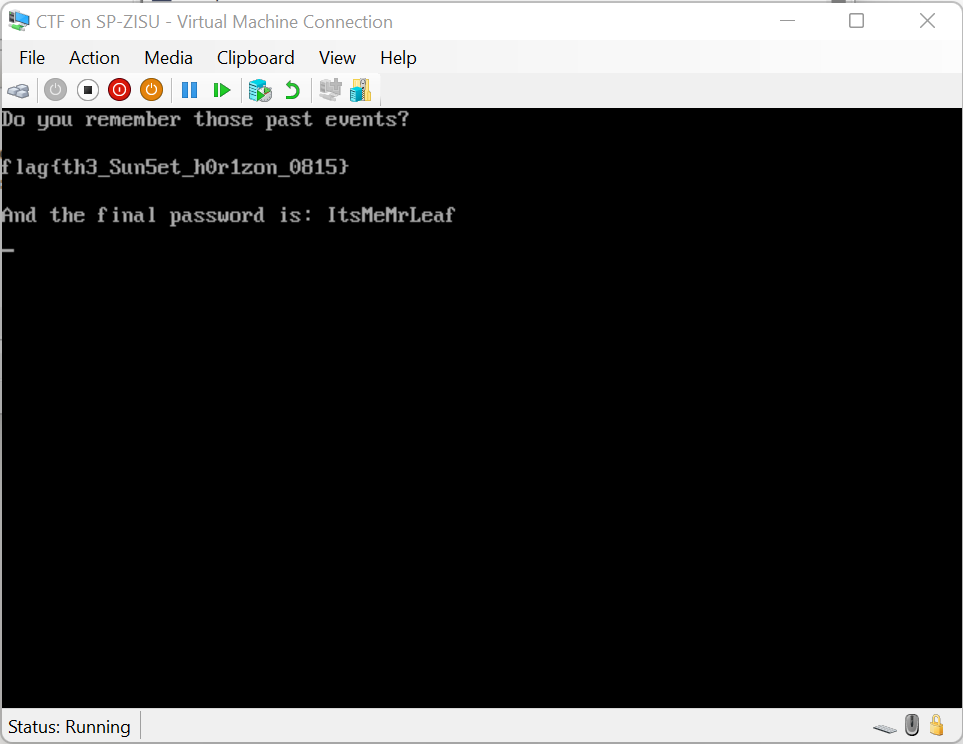 CTF on SP-ZISU - Virtual Machine Connection
File Action Media Clipboard View Help
Do you remember those past events?
flag{th3_Sun5et_h0r1zon_0815}
And the final password is: ItsMeMrLeaf
Status: Running